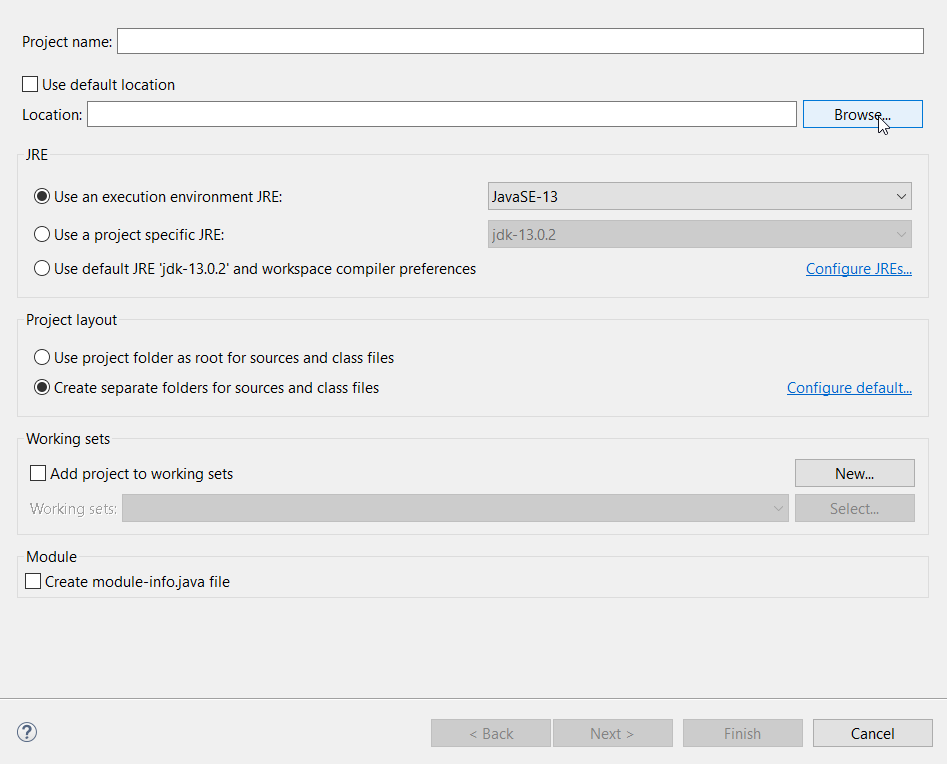 Project name:
Use default location
Location: Browse...
JRE
Use an execution environment JRE: JavaSE-13
Use a project specific JRE: jdk-13.0.2
Use default JRE 'jdk-13.0.2' and workspace compiler preferences Configure JREs...
Project layout
Use project folder as root for sources and class files
Create separate folders for sources and class files Configure default...
Working sets
Add project to working sets New...
Working sets: Select...
Module
Create module-info.java file
? < Back Next > Finish Cancel